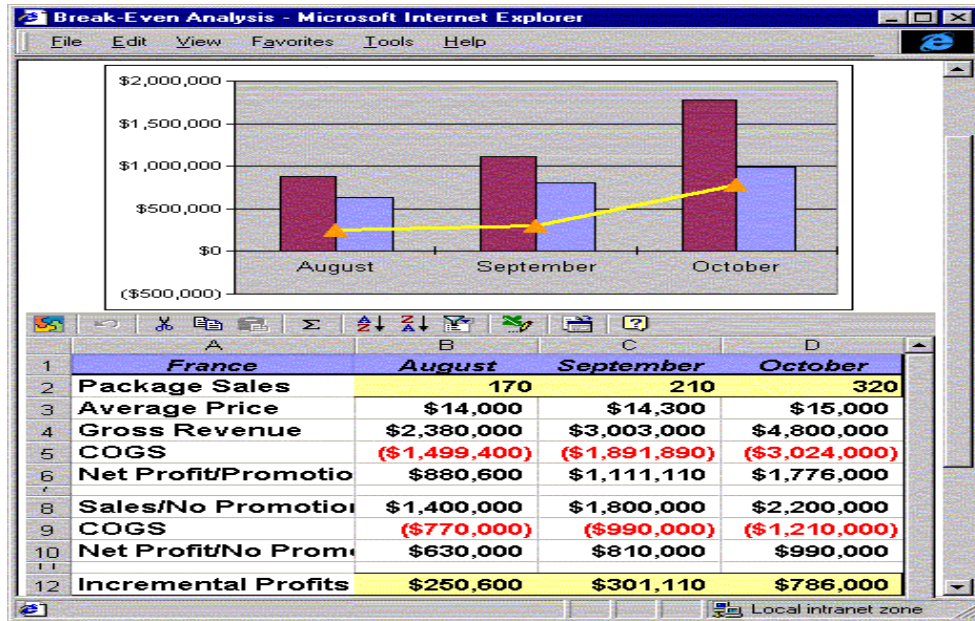 Break-Even Analysis - Microsoft Internet Explorer
File Edit View Favorites Tools Help
$2,000,000
$1,500,000
$1,000,000
$500,000
$0
($500,000)
August September October
A B C D
1 France August September October
2 Package Sales 170 210 320
3 Average Price $14,000 $14,300 $15,000
4 Gross Revenue $2,380,000 $3,003,000 $4,800,000
5 COGS ($1,499,400) ($1,891,890) ($3,024,000)
6 Net Profit/Promotio $880,600 $1,111,110 $1,776,000
8 Sales/No Promotion $1,400,000 $1,800,000 $2,200,000
9 COGS ($770,000) ($990,000) ($1,210,000)
10 Net Profit/No Prom $630,000 $810,000 $990,000
12 Incremental Profits $250,600 $301,110 $786,000
Local intranet zone